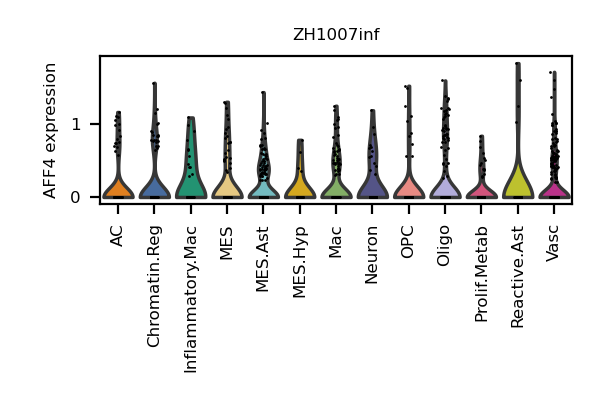 ZH1007inf
AFF4 expression
1
0
AC
Chromatin.Reg
Inflammatory.Mac
MES
MES.Ast
MES.Hyp
Mac
Neuron
OPC
Oligo
Prolif.Metab
Reactive.Ast
Vasc